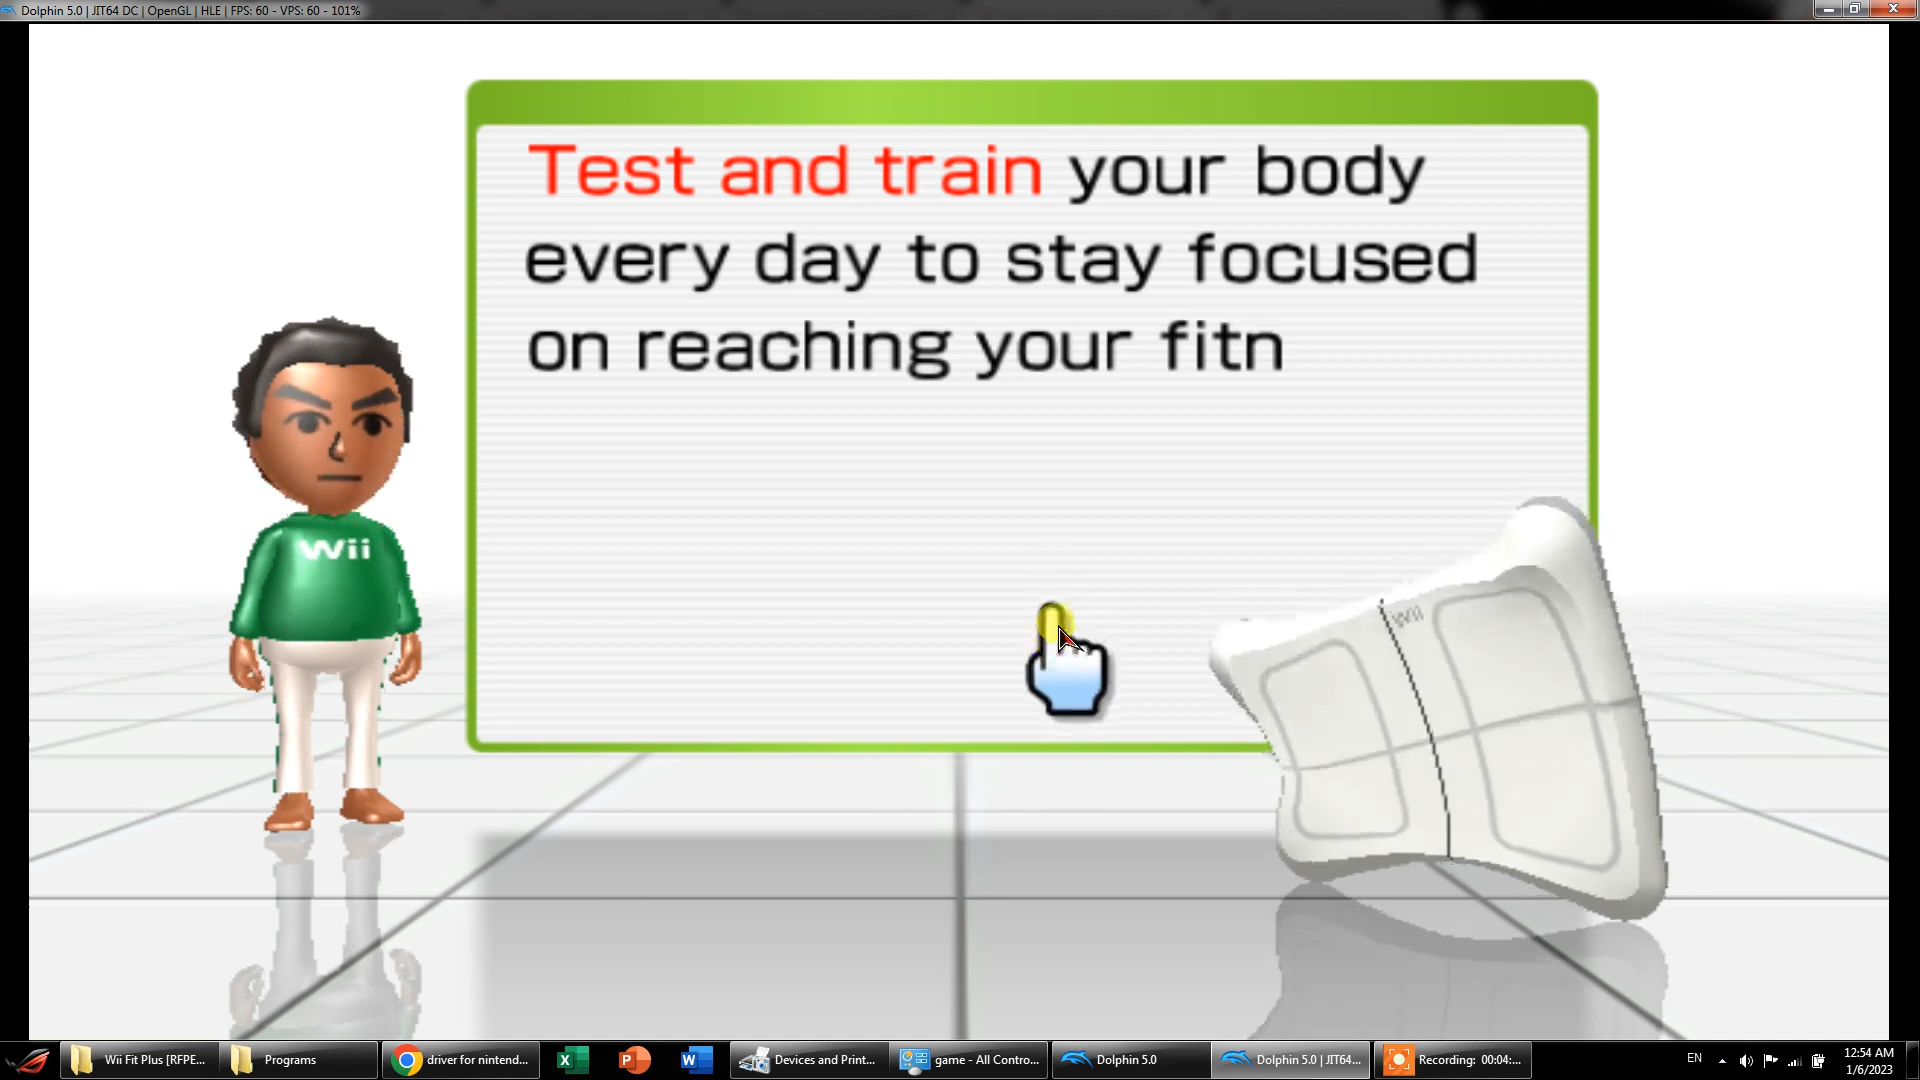 Dolphin 5.0 | JIT64 DC | OpenGL | HLE | FPS: 60 - VPS: 60 - 101%
Test and train your body
every day to stay focused
on reaching your fitn
Wii
Wii
Wii Fit Plus [RFPE...
Programs
driver for nintend...
Devices and Print...
game - All Contro...
Dolphin 5.0
Dolphin 5.0 | JIT64...
Recording: 00:04:...
EN
12:54 AM
1/6/2023